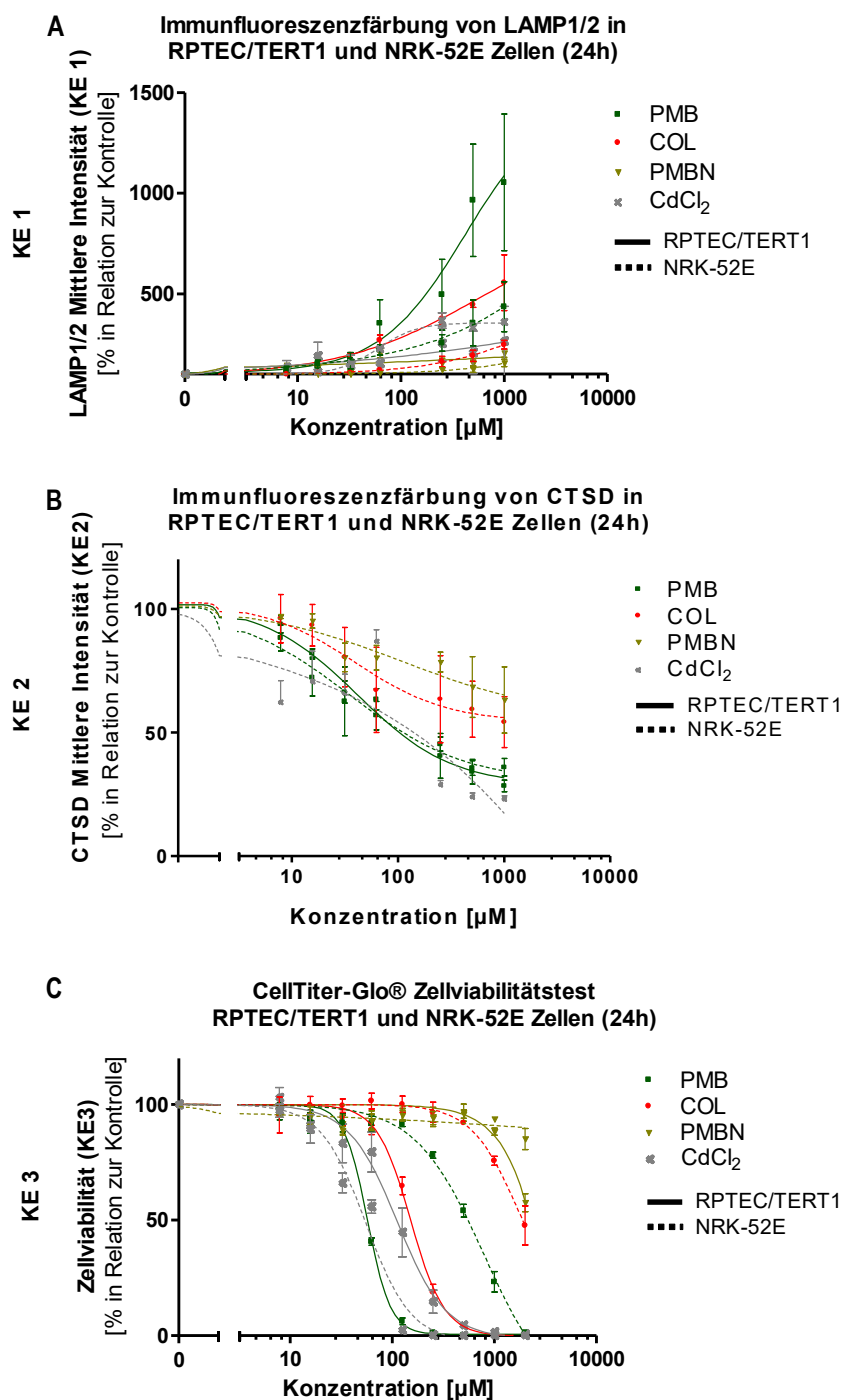 A
Immunfluoreszenzfärbung von LAMP1/2 in
RPTEC/TERT1 und NRK-52E Zellen (24h)
KE 1
LAMP1/2 Mittlere Intensität (KE 1)
[% in Relation zur Kontrolle]
1500
1000
500
0
10
100
1000
10000
Konzentration [µM]
PMB
COL
PMBN
CdCl2
RPTEC/TERT1
NRK-52E
B
Immunfluoreszenzfärbung von CTSD in
RPTEC/TERT1 und NRK-52E Zellen (24h)
KE 2
CTSD Mittlere Intensität (KE2)
[% in Relation zur Kontrolle]
100
50
0
10
100
1000
10000
Konzentration [µM]
PMB
COL
PMBN
CdCl2
RPTEC/TERT1
NRK-52E
C
CellTiter-Glo® Zellviabilitätstest
RPTEC/TERT1 und NRK-52E Zellen (24h)
KE 3
Zellviabilität (KE3)
[% in Relation zur Kontrolle]
100
50
0
0
10
100
1000
10000
Konzentration [µM]
PMB
COL
PMBN
CdCl2
RPTEC/TERT1
NRK-52E